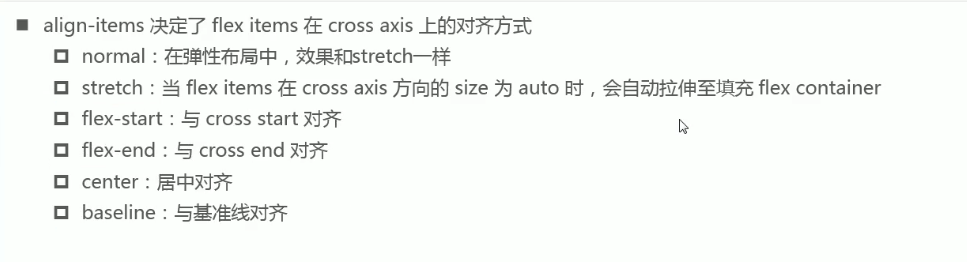 align-items 决定了 flex items 在 cross axis 上的对齐方式
normal：在弹性布局中，效果和stretch一样
stretch：当 flex items 在 cross axis 方向的 size 为 auto 时，会自动拉伸至填充 flex container
flex-start：与 cross start 对齐
flex-end：与 cross end 对齐
center：居中对齐
baseline：与基准线对齐